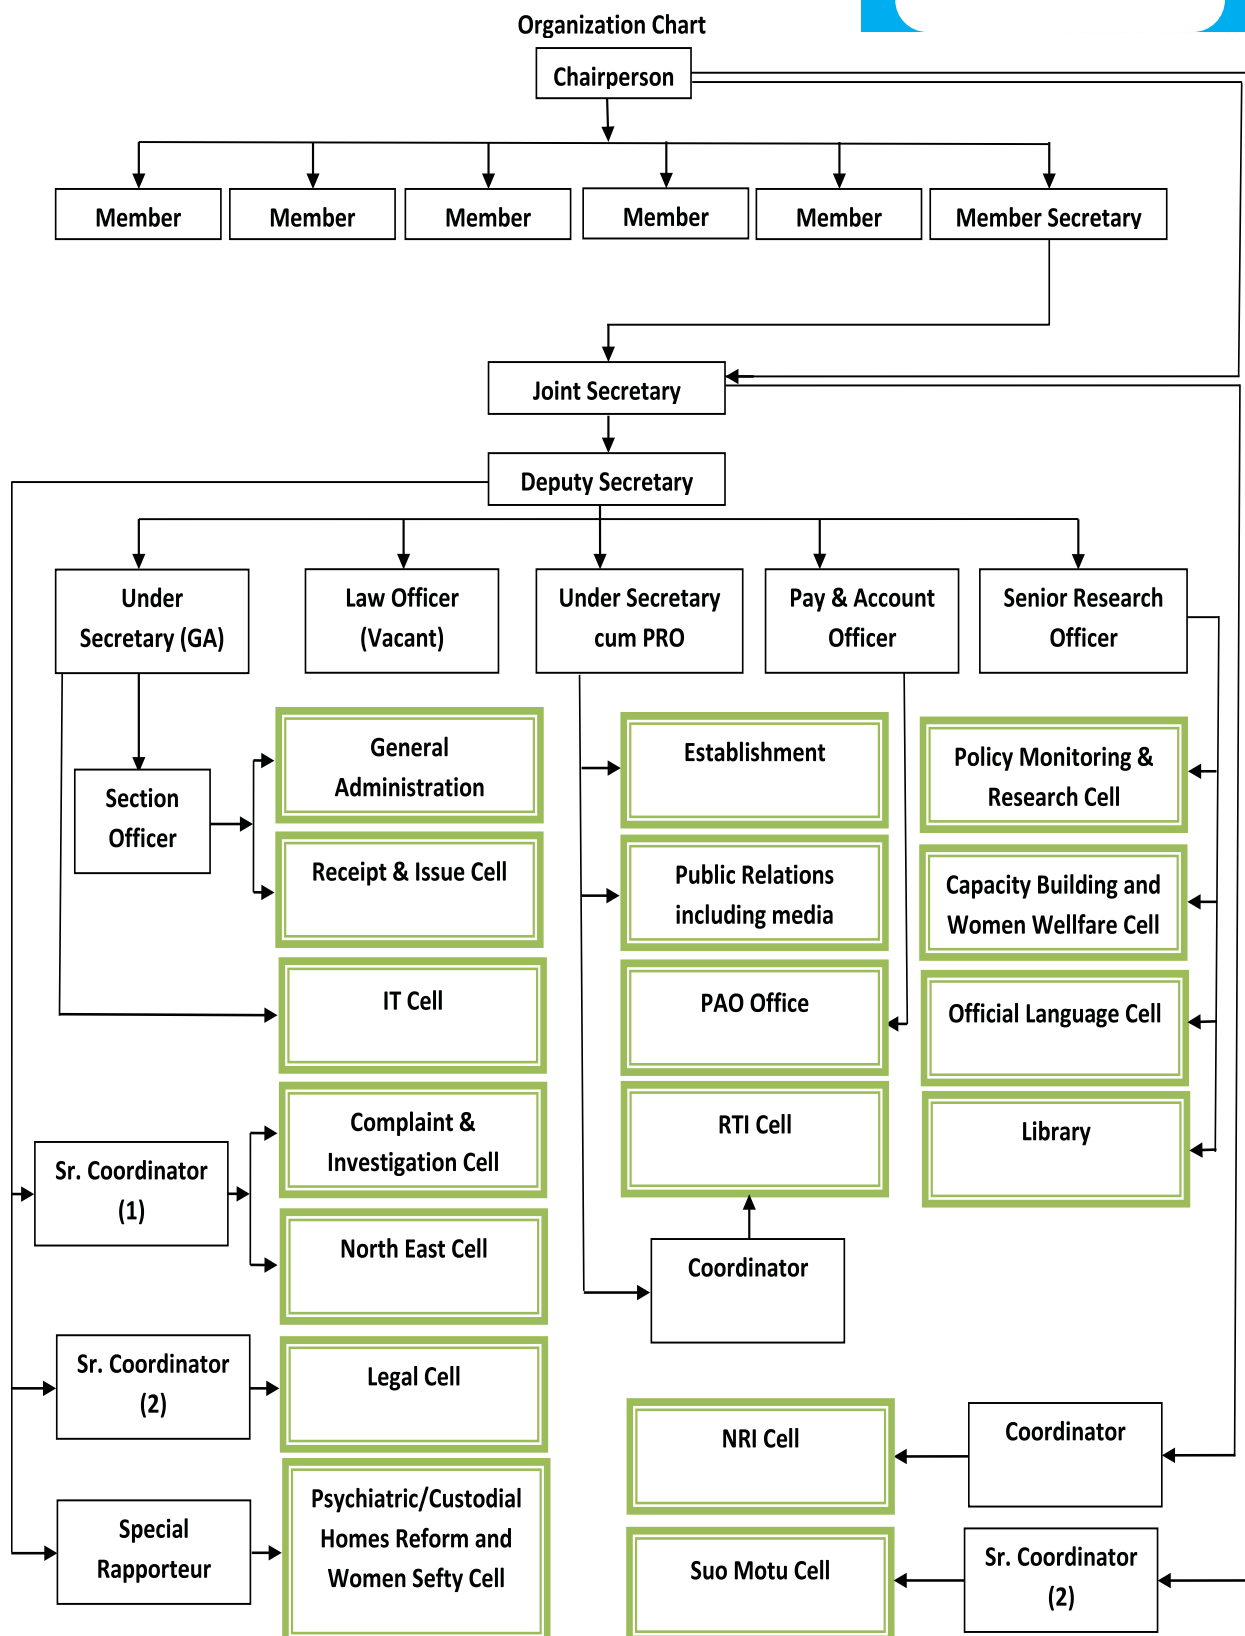 Organization Chart
Chairperson
Member
Member
Member
Member
Member
Member Secretary
Joint Secretary
Deputy Secretary
Under
Secretary (GA)
Law Officer
(Vacant)
Under Secretary
cum PRO
Pay & Account
Officer
Senior Research
Officer
Section
Officer
General
Administration
Receipt & Issue Cell
IT Cell
Establishment
Public Relations
including media
PAO Office
RTI Cell
Coordinator
Policy Monitoring &
Research Cell
Capacity Building and
Women Wellfare Cell
Official Language Cell
Library
Sr. Coordinator
(1)
Complaint &
Investigation Cell
North East Cell
Sr. Coordinator
(2)
Legal Cell
Special
Rapporteur
Psychiatric/Custodial
Homes Reform and
Women Sefty Cell
NRI Cell
Coordinator
Suo Motu Cell
Sr. Coordinator
(2)